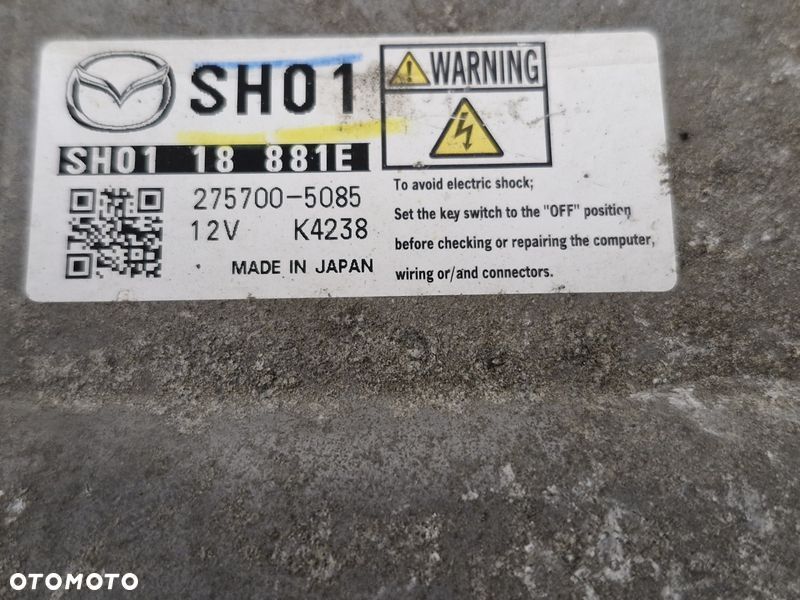 SH01
SH01 18 881E
275700-5085
12V K4238
MADE IN JAPAN
WARNING
To avoid electric shock;
Set the key switch to the "OFF" position
before checking or repairing the computer,
wiring or/and connectors.
OTOMOTO